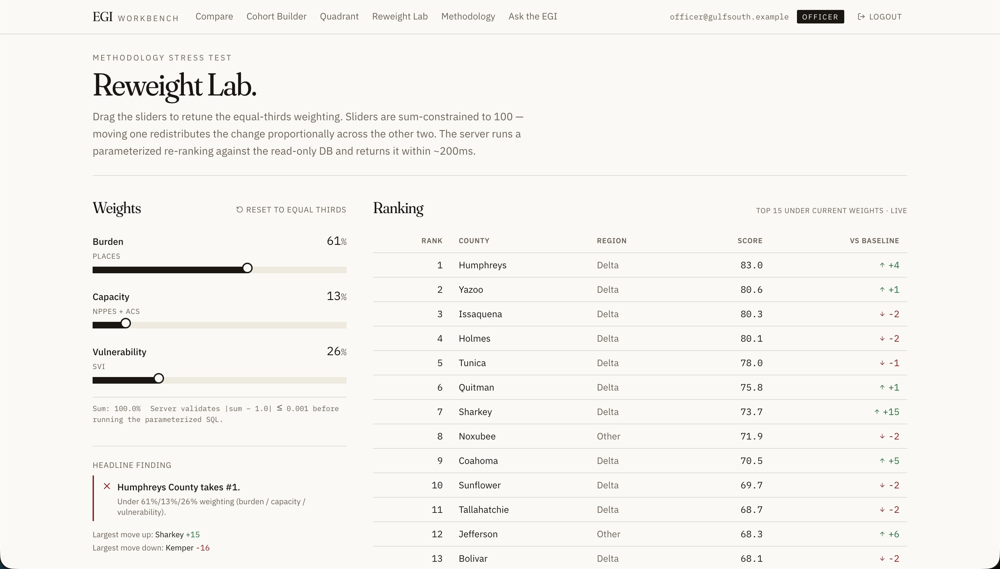 EGI WORKBENCH Compare Cohort Builder Quadrant Reweight Lab Methodology Ask the EGI officer@gulfsouth.example OFFICER LOGOUT
METHODOLOGY STRESS TEST
Reweight Lab.
Drag the sliders to retune the equal-thirds weighting. Sliders are sum-constrained to 100 —
moving one redistributes the change proportionally across the other two. The server runs a
parameterized re-ranking against the read-only DB and returns it within ~200ms.
Weights RESET TO EQUAL THIRDS
Burden 61%
PLACES
Capacity 13%
NPPES + ACS
Vulnerability 26%
SVI
Sum: 100.0% Server validates |sum − 1.0| ≤ 0.001 before
running the parameterized SQL.
HEADLINE FINDING
Humphreys County takes #1.
Under 61%/13%/26% weighting (burden / capacity /
vulnerability).
Largest move up: Sharkey +15
Largest move down: Kemper -16
Ranking TOP 15 UNDER CURRENT WEIGHTS · LIVE
RANK COUNTY REGION SCORE VS BASELINE
1 Humphreys Delta 83.0 ↑ +4
2 Yazoo Delta 80.6 ↑ +1
3 Issaquena Delta 80.3 ↓ -2
4 Holmes Delta 80.1 ↓ -2
5 Tunica Delta 78.0 ↓ -1
6 Quitman Delta 75.8 ↑ +1
7 Sharkey Delta 73.7 ↑ +15
8 Noxubee Other 71.9 ↓ -2
9 Coahoma Delta 70.5 ↑ +5
10 Sunflower Delta 69.7 ↓ -2
11 Tallahatchie Delta 68.7 ↓ -2
12 Jefferson Other 68.3 ↑ +6
13 Bolivar Delta 68.1 ↓ -2